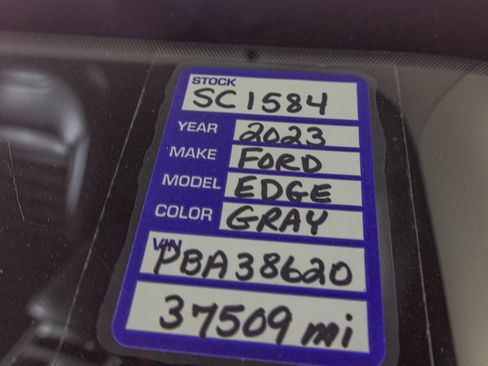 STOCK
SC1584
YEAR 2023
MAKE FORD
MODEL EDGE
COLOR GRAY
VIN
PBA38620
37509 mi